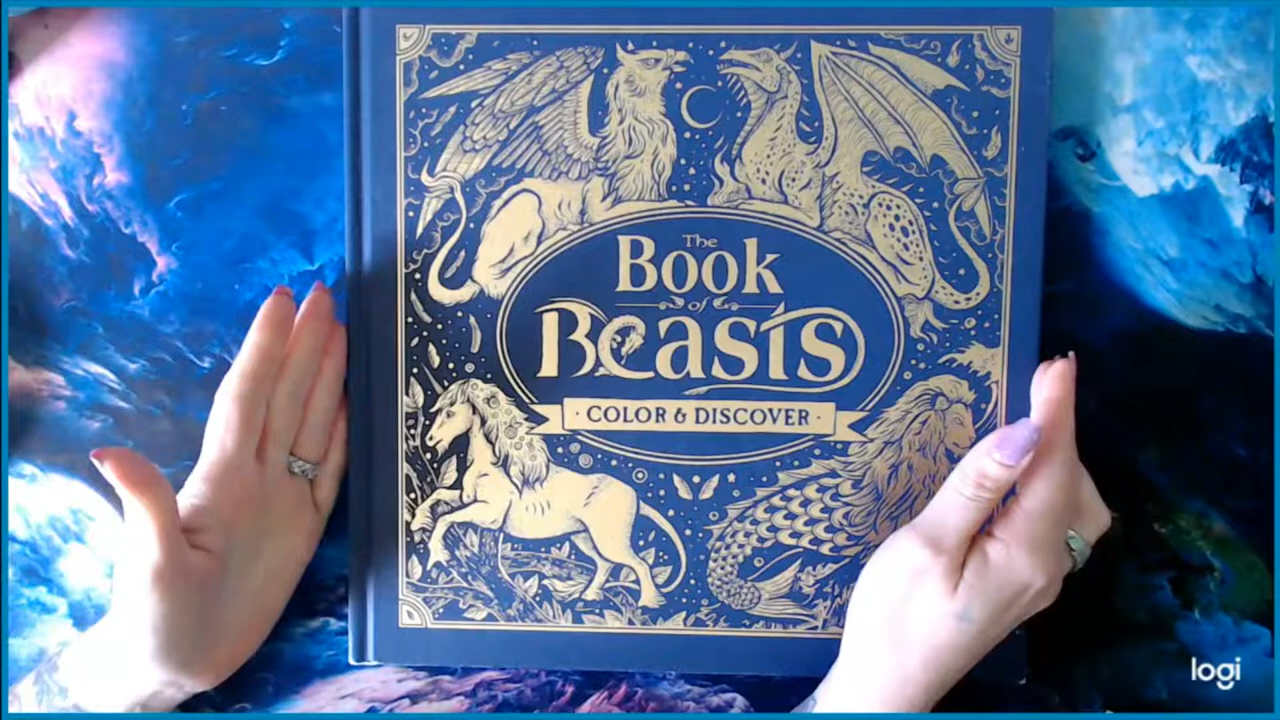 The
Book
of
Beasts
· COLOR & DISCOVER ·
logi